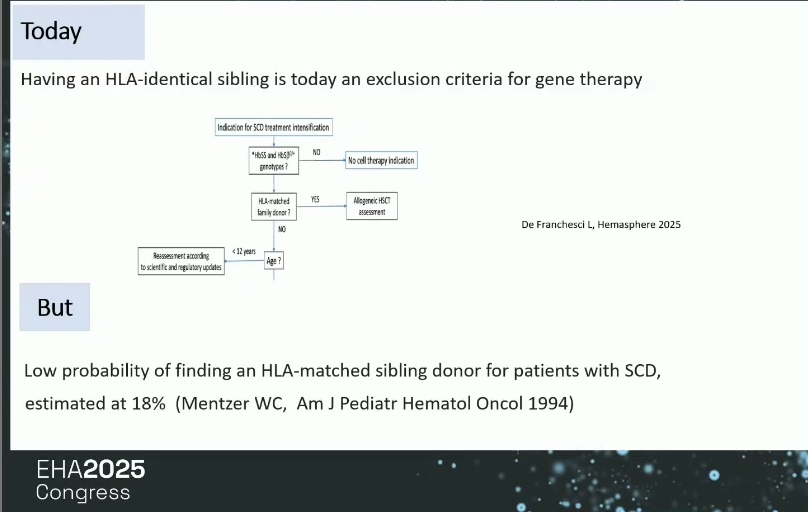 Today
Having an HLA-identical sibling is today an exclusion criteria for gene therapy
Indication for SCD treatment intensification
*HbSS and HbSβ⁰/⁺
genotypes ?
NO
No cell therapy indication
HLA-matched
family donor ?
YES
Allogeneic HSCT
assessment
NO
De Franchesci L, Hemasphere 2025
Reassessment according
to scientific and regulatory updates
< 12 years
Age ?
But
Low probability of finding an HLA-matched sibling donor for patients with SCD,
estimated at 18% (Mentzer WC, Am J Pediatr Hematol Oncol 1994)
EHA2025
Congress